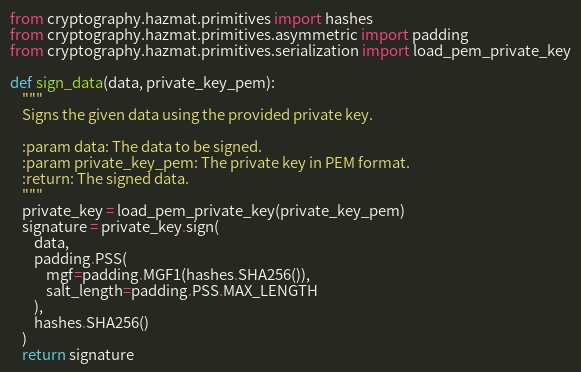 from cryptography.hazmat.primitives import hashes
from cryptography.hazmat.primitives.asymmetric import padding
from cryptography.hazmat.primitives.serialization import load_pem_private_key

def sign_data(data, private_key_pem):
    """
    Signs the given data using the provided private key.

    :param data: The data to be signed.
    :param private_key_pem: The private key in PEM format.
    :return: The signed data.
    """
    private_key = load_pem_private_key(private_key_pem)
    signature = private_key.sign(
        data,
        padding.PSS(
            mgf=padding.MGF1(hashes.SHA256()),
            salt_length=padding.PSS.MAX_LENGTH
        ),
        hashes.SHA256()
    )
    return signature